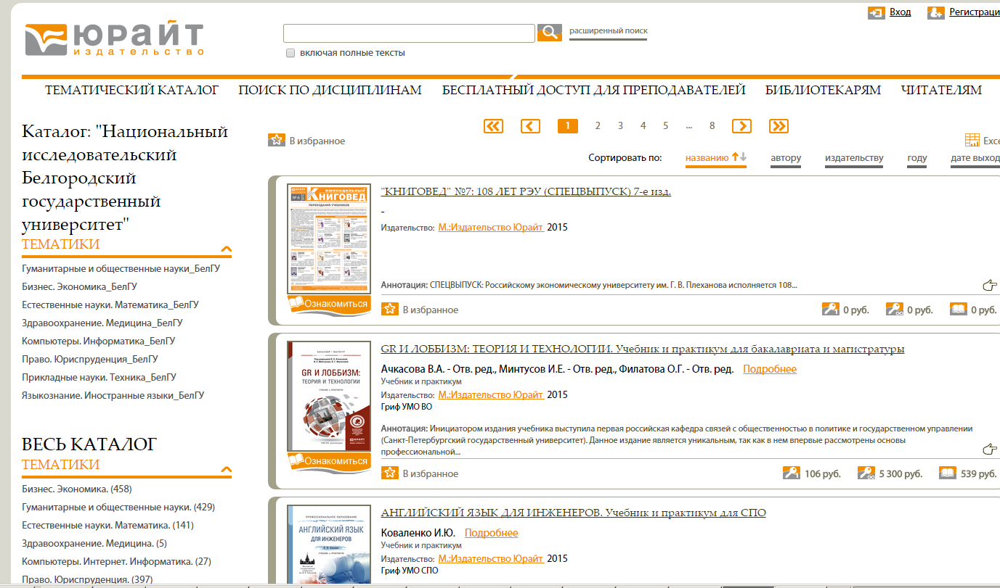 Вход
Регистраци
ЮРАЙТ
ИЗДАТЕЛЬСТВО
расширенный поиск
включая полные тексты
ТЕМАТИЧЕСКИЙ КАТАЛОГ ПОИСК ПО ДИСЦИПЛИНАМ БЕСПЛАТНЫЙ ДОСТУП ДЛЯ ПРЕПОДАВАТЕЛЕЙ БИБЛИОТЕКАРЯМ ЧИТАТЕЛЯМ
Каталог: "Национальный
исследовательский
Белгородский
государственный
университет"
ТЕМАТИКИ
Гуманитарные и общественные науки_БелГУ
Бизнес. Экономика_БелГУ
Естественные науки. Математика_БелГУ
Здравоохранение. Медицина_БелГУ
Компьютеры. Информатика_БелГУ
Право. Юриспруденция_БелГУ
Прикладные науки. Техника_БелГУ
Языкознание. Иностранные языки_БелГУ
ВЕСЬ КАТАЛОГ
ТЕМАТИКИ
Бизнес. Экономика. (458)
Гуманитарные и общественные науки. (429)
Естественные науки. Математика. (141)
Здравоохранение. Медицина. (5)
Компьютеры. Интернет. Информатика. (27)
Право. Юриспруденция. (397)
1 2 3 4 5 ... 8
В избранное
Exce
Сортировать по: названию автору издательству году дате выход
еженедельный
КНИГОВЕД
ПЕРЕИЗДАНИЯ УЧЕБНИКОВ
Ознакомиться
"КНИГОВЕД" №7: 108 ЛЕТ РЭУ (СПЕЦВЫПУСК) 7-е изд.
-
Издательство: М.:Издательство Юрайт 2015
Аннотация: СПЕЦВЫПУСК: Российскому экономическому университету им. Г. В. Плеханова исполняется 108...
В избранное
0 руб. 0 руб. 0 руб.
GR И ЛОББИЗМ:
ТЕОРИЯ И ТЕХНОЛОГИИ
Ознакомиться
GR И ЛОББИЗМ: ТЕОРИЯ И ТЕХНОЛОГИИ. Учебник и практикум для бакалавриата и магистратуры
Ачкасова В.А. - Отв. ред., Минтусов И.Е. - Отв. ред., Филатова О.Г. - Отв. ред. Подробнее
Учебник и практикум
Издательство: М.:Издательство Юрайт 2015
Гриф УМО ВО
Аннотация: Инициатором издания учебника выступила первая российская кафедра связей с общественностью в политике и государственном управлении
(Санкт-Петербургский государственный университет). Данное издание является уникальным, так как в нем впервые рассмотрены основы
профессиональной...
В избранное
106 руб. 5 300 руб. 539 руб.
ПРОФЕССИОНАЛЬНОЕ ОБРАЗОВАНИЕ
АНГЛИЙСКИЙ ЯЗЫК
ДЛЯ ИНЖЕНЕРОВ
АНГЛИЙСКИЙ ЯЗЫК ДЛЯ ИНЖЕНЕРОВ. Учебник и практикум для СПО
Коваленко И.Ю. Подробнее
Учебник и практикум
Издательство: М.:Издательство Юрайт 2015
Гриф УМО СПО